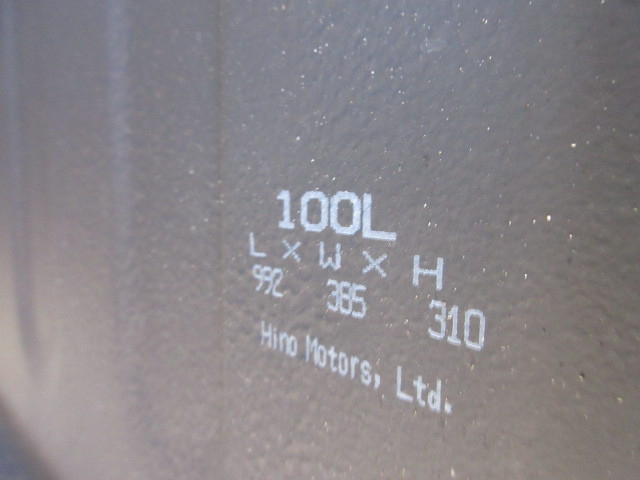 100L
L × W × H
992 385 310
Hino Motors, Ltd.